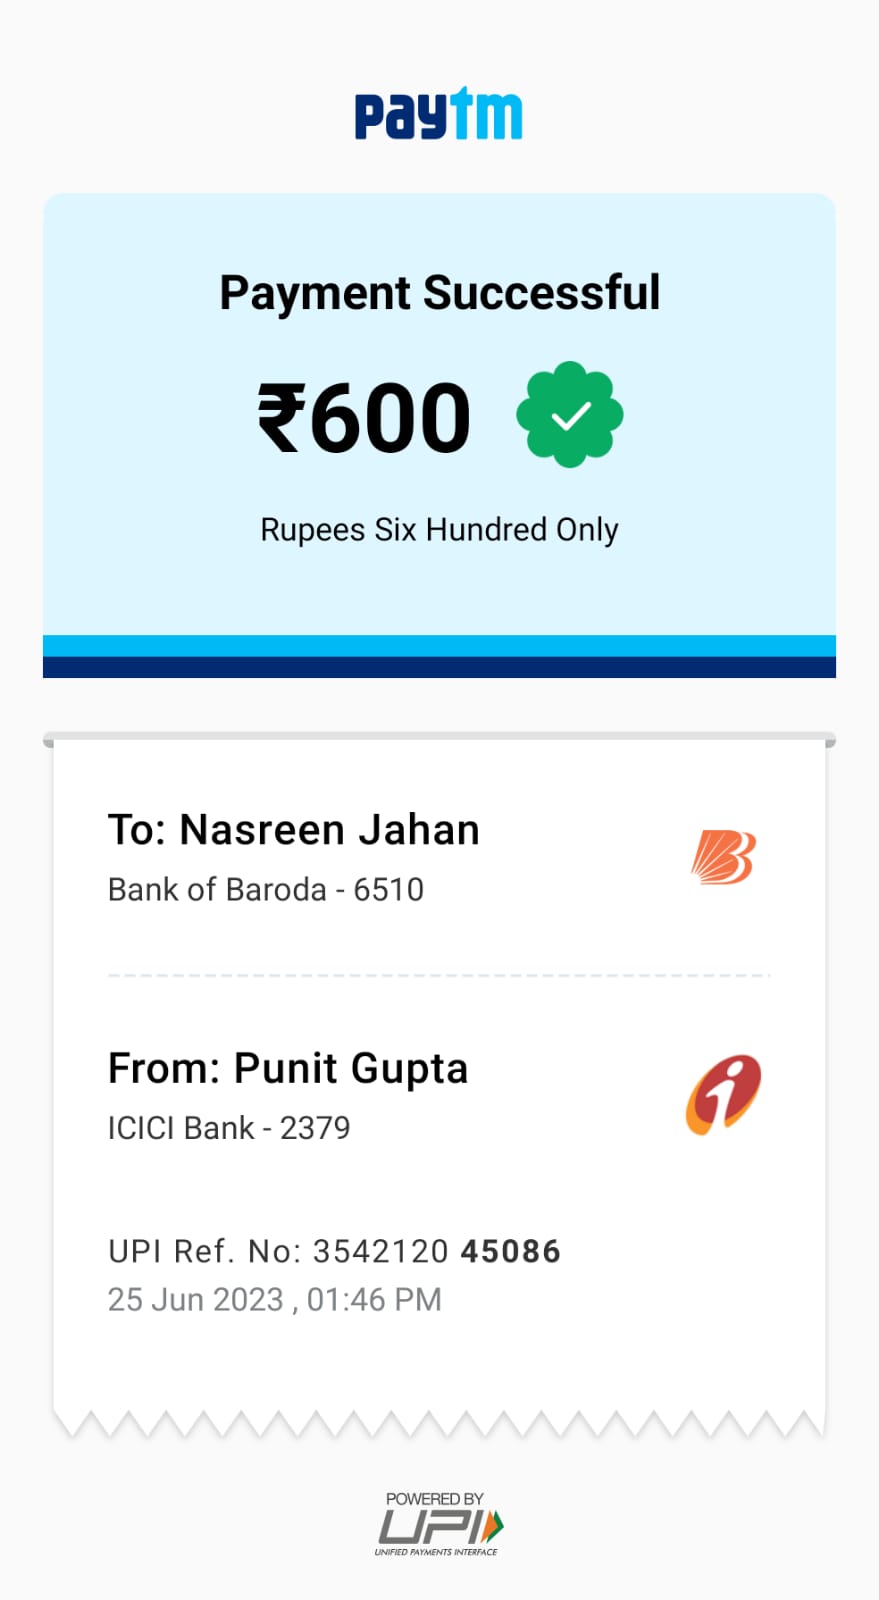 paytm
Payment Successful
₹600
Rupees Six Hundred Only
To: Nasreen Jahan
Bank of Baroda - 6510
From: Punit Gupta
ICICI Bank - 2379
UPI Ref. No: 3542120 45086
25 Jun 2023 , 01:46 PM
POWERED BY
UPI
UNIFIED PAYMENTS INTERFACE